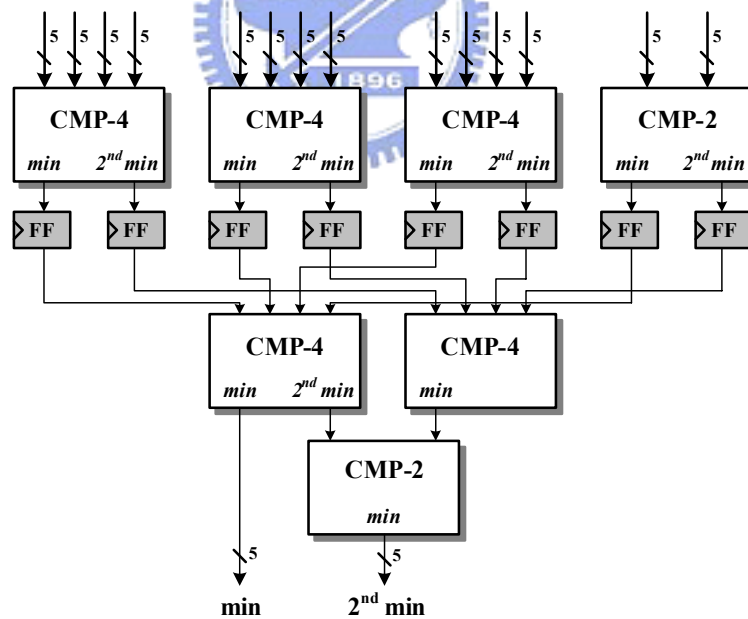 5 5 5 5 5 5 5 5 5 5 5 5 5 5
1896
CMP-4 CMP-4 CMP-4 CMP-2
min 2nd min min 2nd min min 2nd min min 2nd min
FF FF FF FF FF FF FF FF
CMP-4 CMP-4
min 2nd min min
CMP-2
min
5 5
min 2nd min